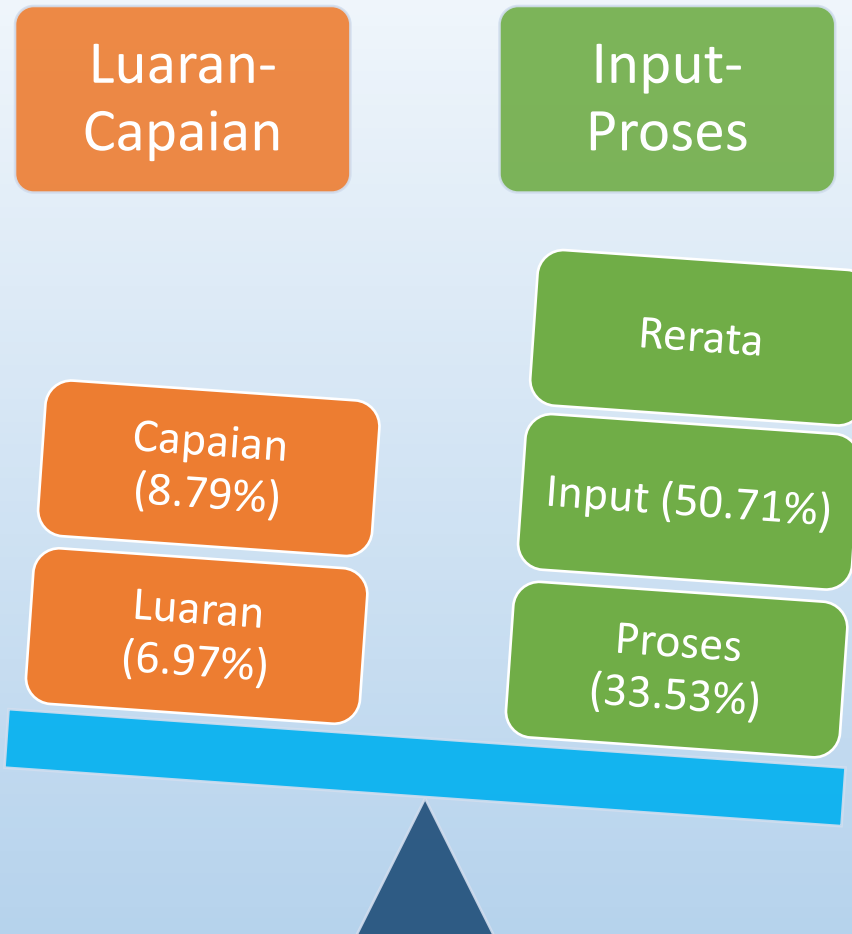 Luaran-
Capaian
Input-
Proses
Capaian
(8.79%)
Luaran
(6.97%)
Rerata
Input (50.71%)
Proses
(33.53%)